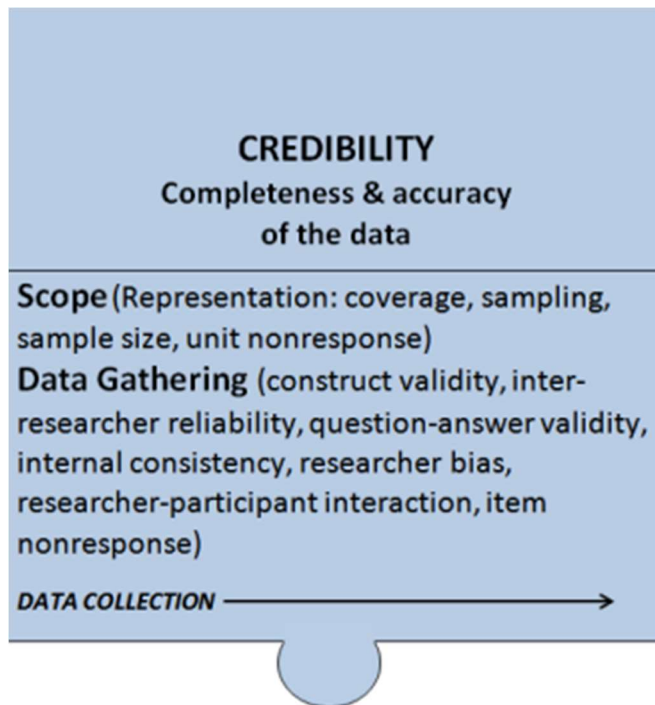 CREDIBILITY
Completeness & accuracy
of the data
Scope (Representation: coverage, sampling,
sample size, unit nonresponse)
Data Gathering (construct validity, inter-
researcher reliability, question-answer validity,
internal consistency, researcher bias,
researcher-participant interaction, item
nonresponse)
DATA COLLECTION